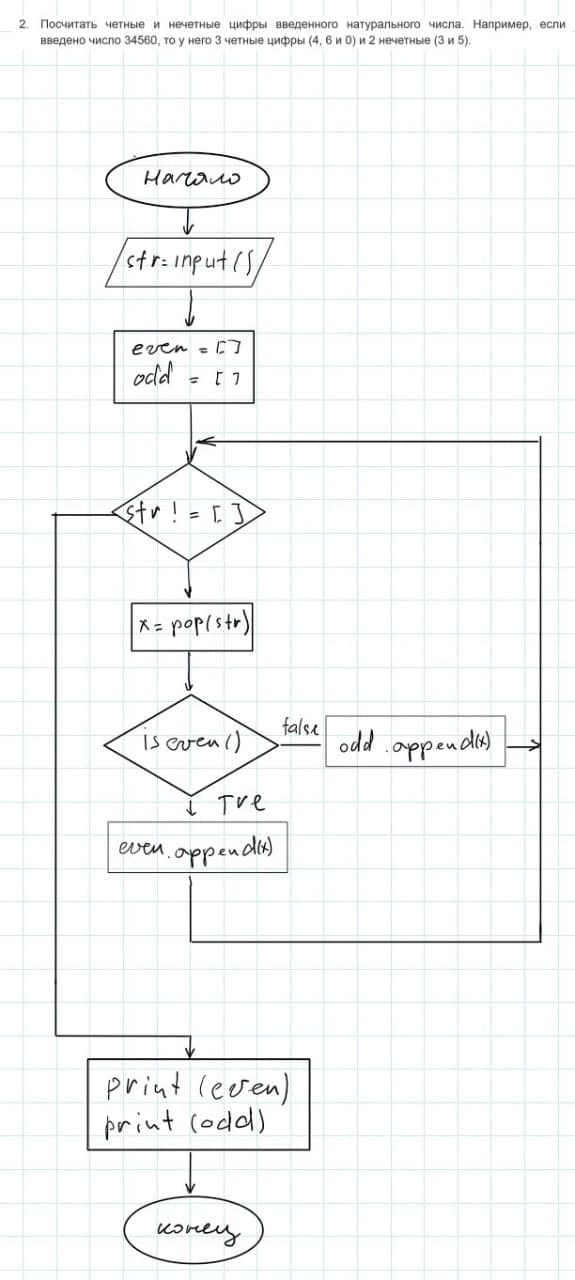 2. Посчитать четные и нечетные цифры введенного натурального числа. Например, если
введено число 34560, то у него 3 четные цифры (4, 6 и 0) и 2 нечетные (3 и 5).
Начало
str=input()
even = []
odd = []
str != []
x= pop(str)
is even()
false
odd.append(x)
Tre
even.append(x)
print (even)
print (odd)
конец